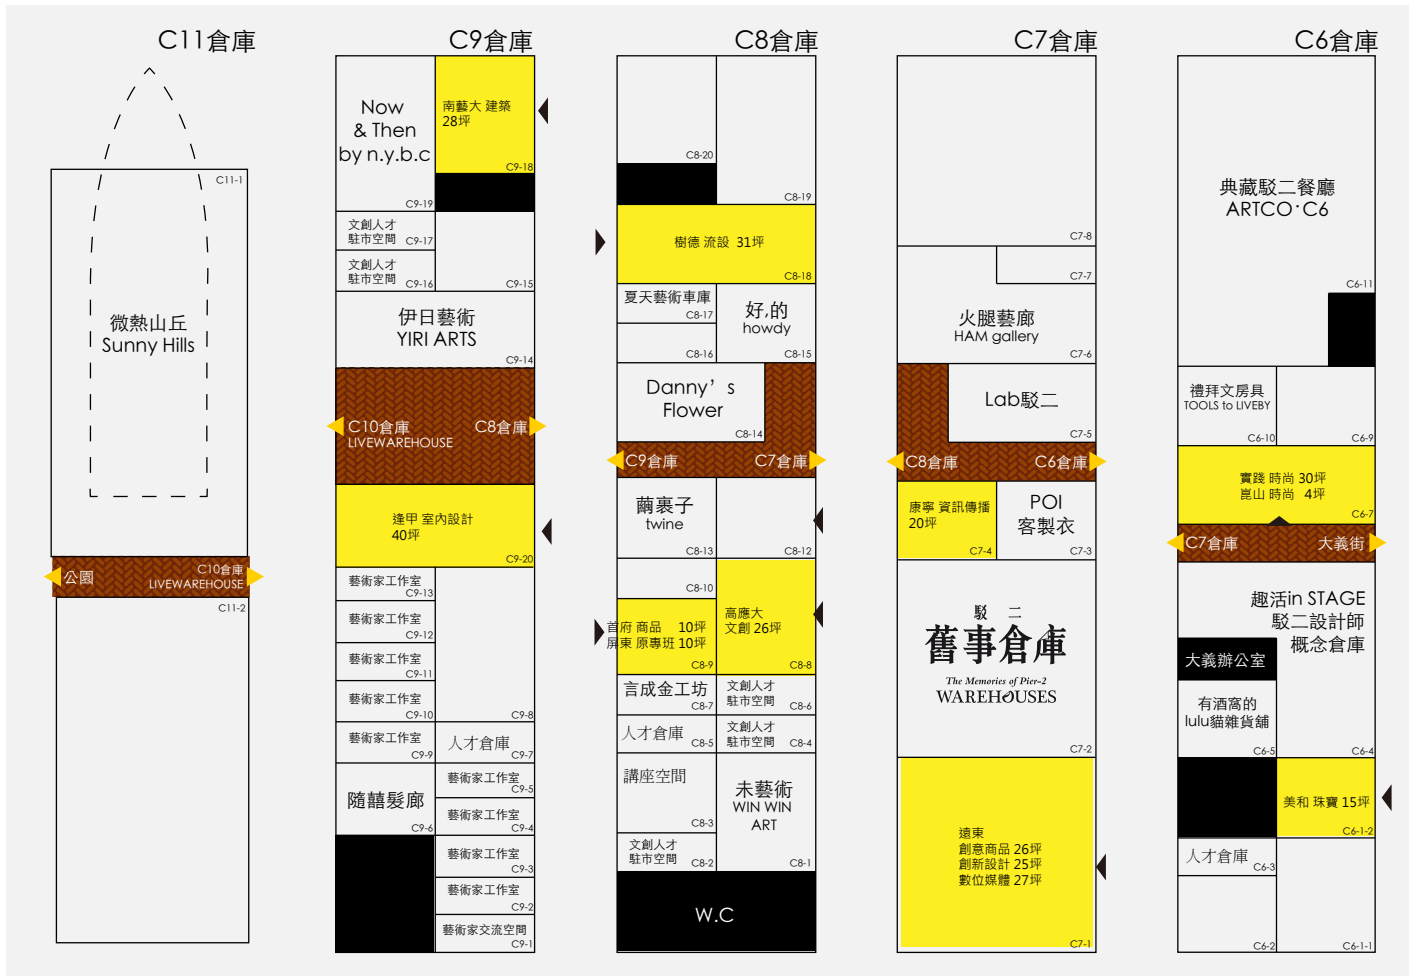 C11倉庫
C11-1
微熱山丘
Sunny Hills
公園
C10倉庫
LIVEWAREHOUSE
C11-2
C9倉庫
Now
& Then
by n.y.b.c
C9-19
南藝大 建築
28坪
C9-18
文創人才
駐市空間
C9-17
文創人才
駐市空間
C9-16
C9-15
伊日藝術
YIRI ARTS
C9-14
C10倉庫
LIVEWAREHOUSE
C8倉庫
逢甲 室內設計
40坪
C9-20
藝術家工作室
C9-13
藝術家工作室
C9-12
藝術家工作室
C9-11
藝術家工作室
C9-10
C9-8
藝術家工作室
C9-9
人才倉庫
C9-7
隨囍髮廊
C9-6
藝術家工作室
C9-5
藝術家工作室
C9-4
藝術家工作室
C9-3
藝術家工作室
C9-2
藝術家交流空間
C9-1
C8倉庫
C8-20
C8-19
樹德 流設 31坪
C8-18
夏天藝術車庫
C8-17
C8-16
好,的
howdy
C8-15
Danny’s
Flower
C8-14
C9倉庫
C7倉庫
繭裹子
twine
C8-13
C8-12
C8-10
首府 商品 10坪
屏東 原專班 10坪
C8-9
高應大
文創 26坪
C8-8
言成金工坊
C8-7
文創人才
駐市空間
C8-6
人才倉庫
C8-5
文創人才
駐市空間
C8-4
講座空間
C8-3
文創人才
駐市空間
C8-2
未藝術
WIN WIN
ART
C8-1
W.C
C7倉庫
C7-8
C7-7
火腿藝廊
HAM gallery
C7-6
Lab駁二
C7-5
C8倉庫
C6倉庫
康寧 資訊傳播
20坪
C7-4
POI
客製衣
C7-3
駁二
舊事倉庫
The Memories of Pier-2
WAREHOUSES
C7-2
遠東
創意商品 26坪
創新設計 25坪
數位媒體 27坪
C7-1
C6倉庫
典藏駁二餐廳
ARTCO·C6
C6-11
禮拜文房具
TOOLS to LIVEBY
C6-10
C6-9
實踐 時尚 30坪
崑山 時尚 4坪
C6-7
C7倉庫
大義街
趣活in STAGE
駁二設計師
概念倉庫
大義辦公室
有酒窩的
lulu貓雜貨舖
C6-5
C6-4
美和 珠寶 15坪
C6-1-2
人才倉庫
C6-3
C6-2
C6-1-1